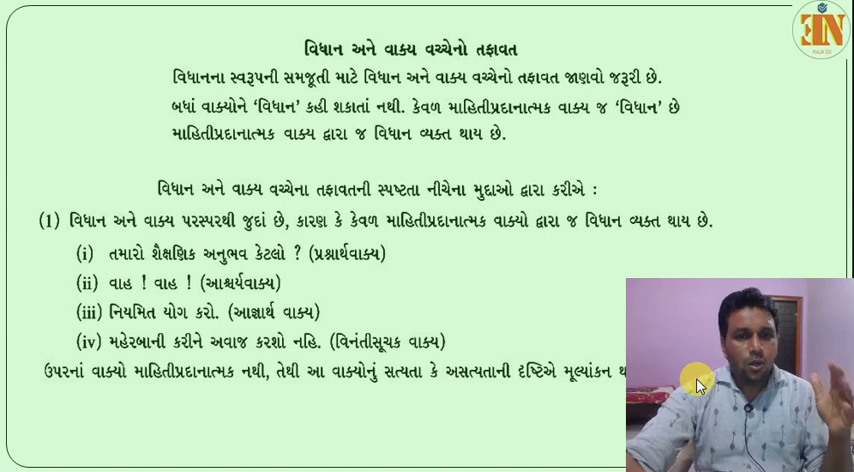 EIN
વિધાન અને વાક્ય વચ્ચેનો તફાવત
વિધાનના સ્વરૂપની સમજૂતી માટે વિધાન અને વાક્ય વચ્ચેનો તફાવત જાણવો જરૂરી છે.
બધાં વાક્યોને ‘વિધાન’ કહી શકાતાં નથી. કેવળ માહિતીપ્રદાનાત્મક વાક્ય જ ‘વિધાન’ છે
માહિતીપ્રદાનાત્મક વાક્ય દ્વારા જ વિધાન વ્યક્ત થાય છે.
વિધાન અને વાક્ય વચ્ચેના તફાવતની સ્પષ્ટતા નીચેના મુદાઓ દ્વારા કરીએ :
(1) વિધાન અને વાક્ય પરસ્પરથી જુદાં છે, કારણ કે કેવળ માહિતીપ્રદાનાત્મક વાક્યો દ્વારા જ વિધાન વ્યક્ત થાય છે.
(i) તમારો શૈક્ષણિક અનુભવ કેટલો ? (પ્રશ્નાર્થવાક્ય)
(ii) વાહ ! વાહ ! (આશ્ચર્યવાક્ય)
(iii) નિયમિત યોગ કરો. (આજ્ઞાર્થ વાક્ય)
(iv) મહેરબાની કરીને અવાજ કરશો નહિ. (વિનંતીસૂચક વાક્ય)
ઉપરનાં વાક્યો માહિતીપ્રદાનાત્મક નથી, તેથી આ વાક્યોનું સત્યતા કે અસત્યતાની દૃષ્ટિએ મૂલ્યાંકન